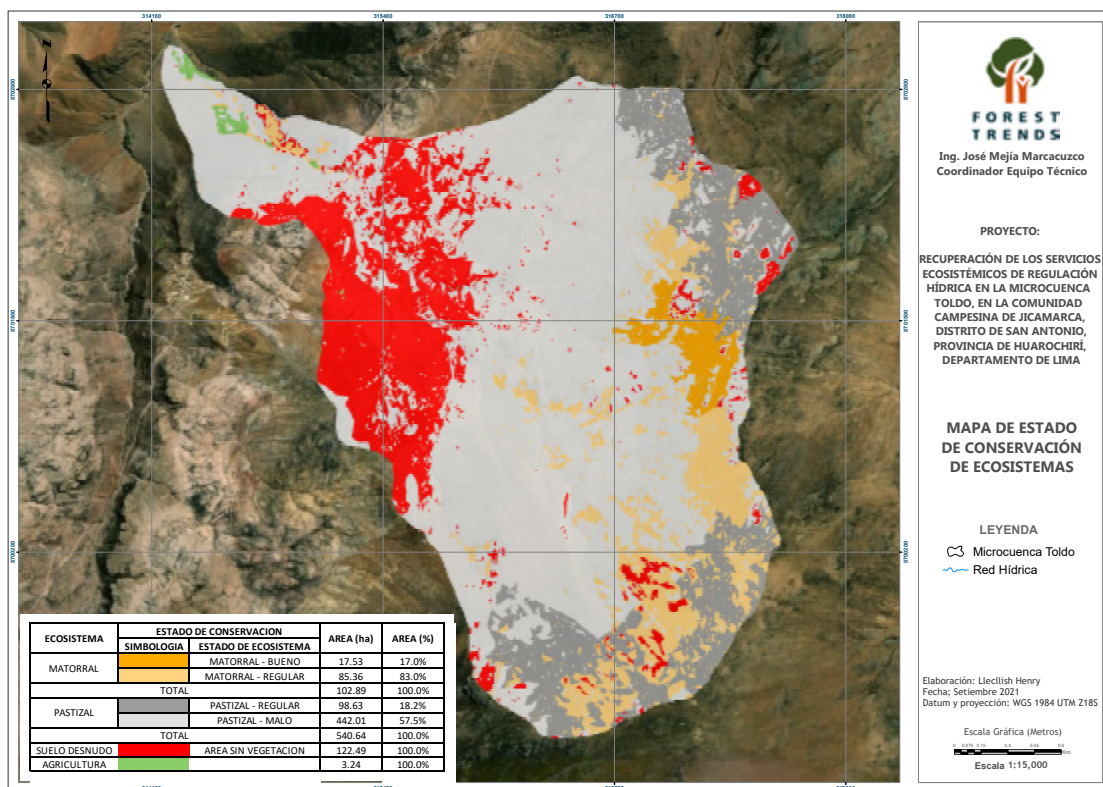 314100
315400
316700
318000
8702800
8702800
8701500
8701500
8700200
8700200
N
FOREST
TRENDS
Ing. José Mejía Marcacuzco
Coordinador Equipo Técnico
PROYECTO:
RECUPERACIÓN DE LOS SERVICIOS
ECOSISTÉMICOS DE REGULACIÓN
HÍDRICA EN LA MICROCUENCA
TOLDO, EN LA COMUNIDAD
CAMPESINA DE JICAMARCA,
DISTRITO DE SAN ANTONIO,
PROVINCIA DE HUAROCHIRÍ,
DEPARTAMENTO DE LIMA
MAPA DE ESTADO
DE CONSERVACIÓN
DE ECOSISTEMAS
LEYENDA
Microcuenca Toldo
Red Hídrica
ECOSISTEMA ESTADO DE CONSERVACION AREA (ha) AREA (%)
SIMBOLOGIA ESTADO DE ECOSISTEMA
MATORRAL MATORRAL - BUENO 17.53 17.0%
MATORRAL - REGULAR 85.36 83.0%
TOTAL 102.89 100.0%
PASTIZAL PASTIZAL - REGULAR 98.63 18.2%
PASTIZAL - MALO 442.01 57.5%
TOTAL 540.64 100.0%
SUELO DESNUDO AREA SIN VEGETACION 122.49 100.0%
AGRICULTURA 3.24 100.0%
Elaboración: Llecllish Henry
Fecha; Setiembre 2021
Datum y proyección: WGS 1984 UTM Z18S
Escala Gráfica (Metros)
Km.
Escala 1:15,000